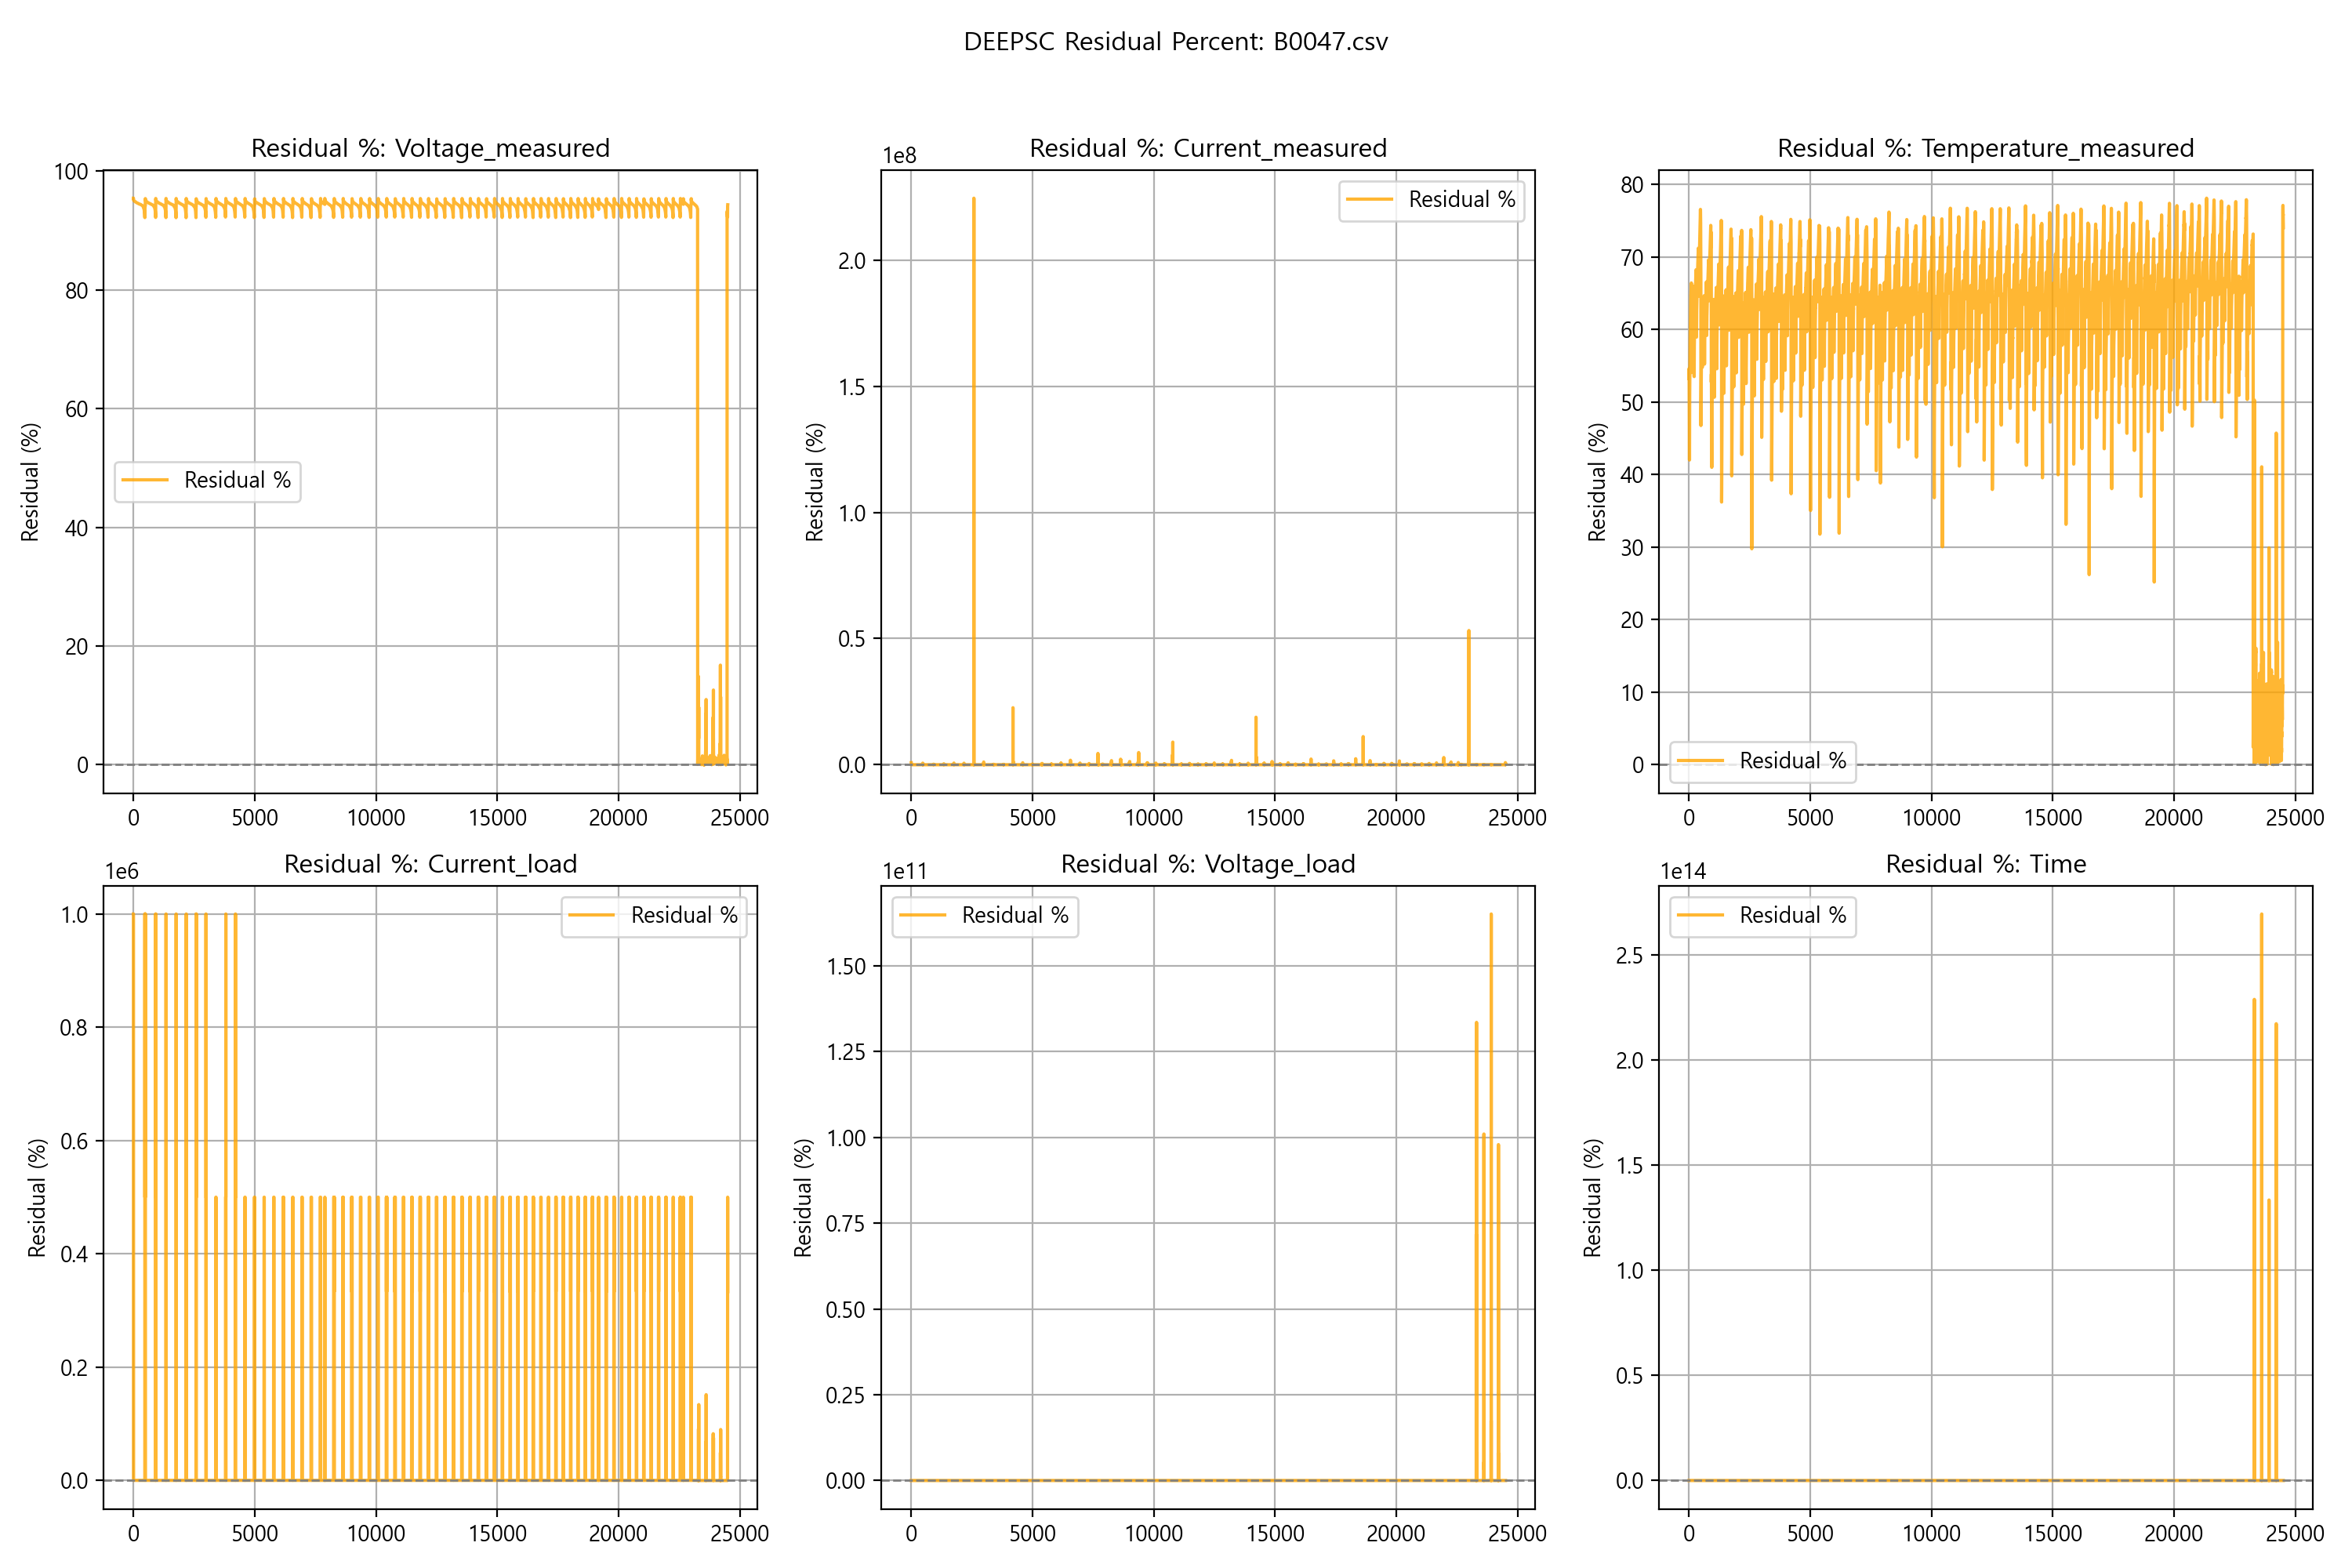 DEEPSC Residual Percent: B0047.csv
Residual %: Voltage_measured
Residual (%)
100
80
60
40
20
0
Residual %
0 5000 10000 15000 20000 25000
Residual %: Current_measured
1e8
Residual (%)
2.0
1.5
1.0
0.5
0.0
Residual %
0 5000 10000 15000 20000 25000
Residual %: Temperature_measured
Residual (%)
80
70
60
50
40
30
20
10
0
Residual %
0 5000 10000 15000 20000 25000
Residual %: Current_load
1e6
Residual (%)
1.0
0.8
0.6
0.4
0.2
0.0
Residual %
0 5000 10000 15000 20000 25000
Residual %: Voltage_load
1e11
Residual (%)
1.50
1.25
1.00
0.75
0.50
0.25
0.00
Residual %
0 5000 10000 15000 20000 25000
Residual %: Time
1e14
Residual (%)
2.5
2.0
1.5
1.0
0.5
0.0
Residual %
0 5000 10000 15000 20000 25000